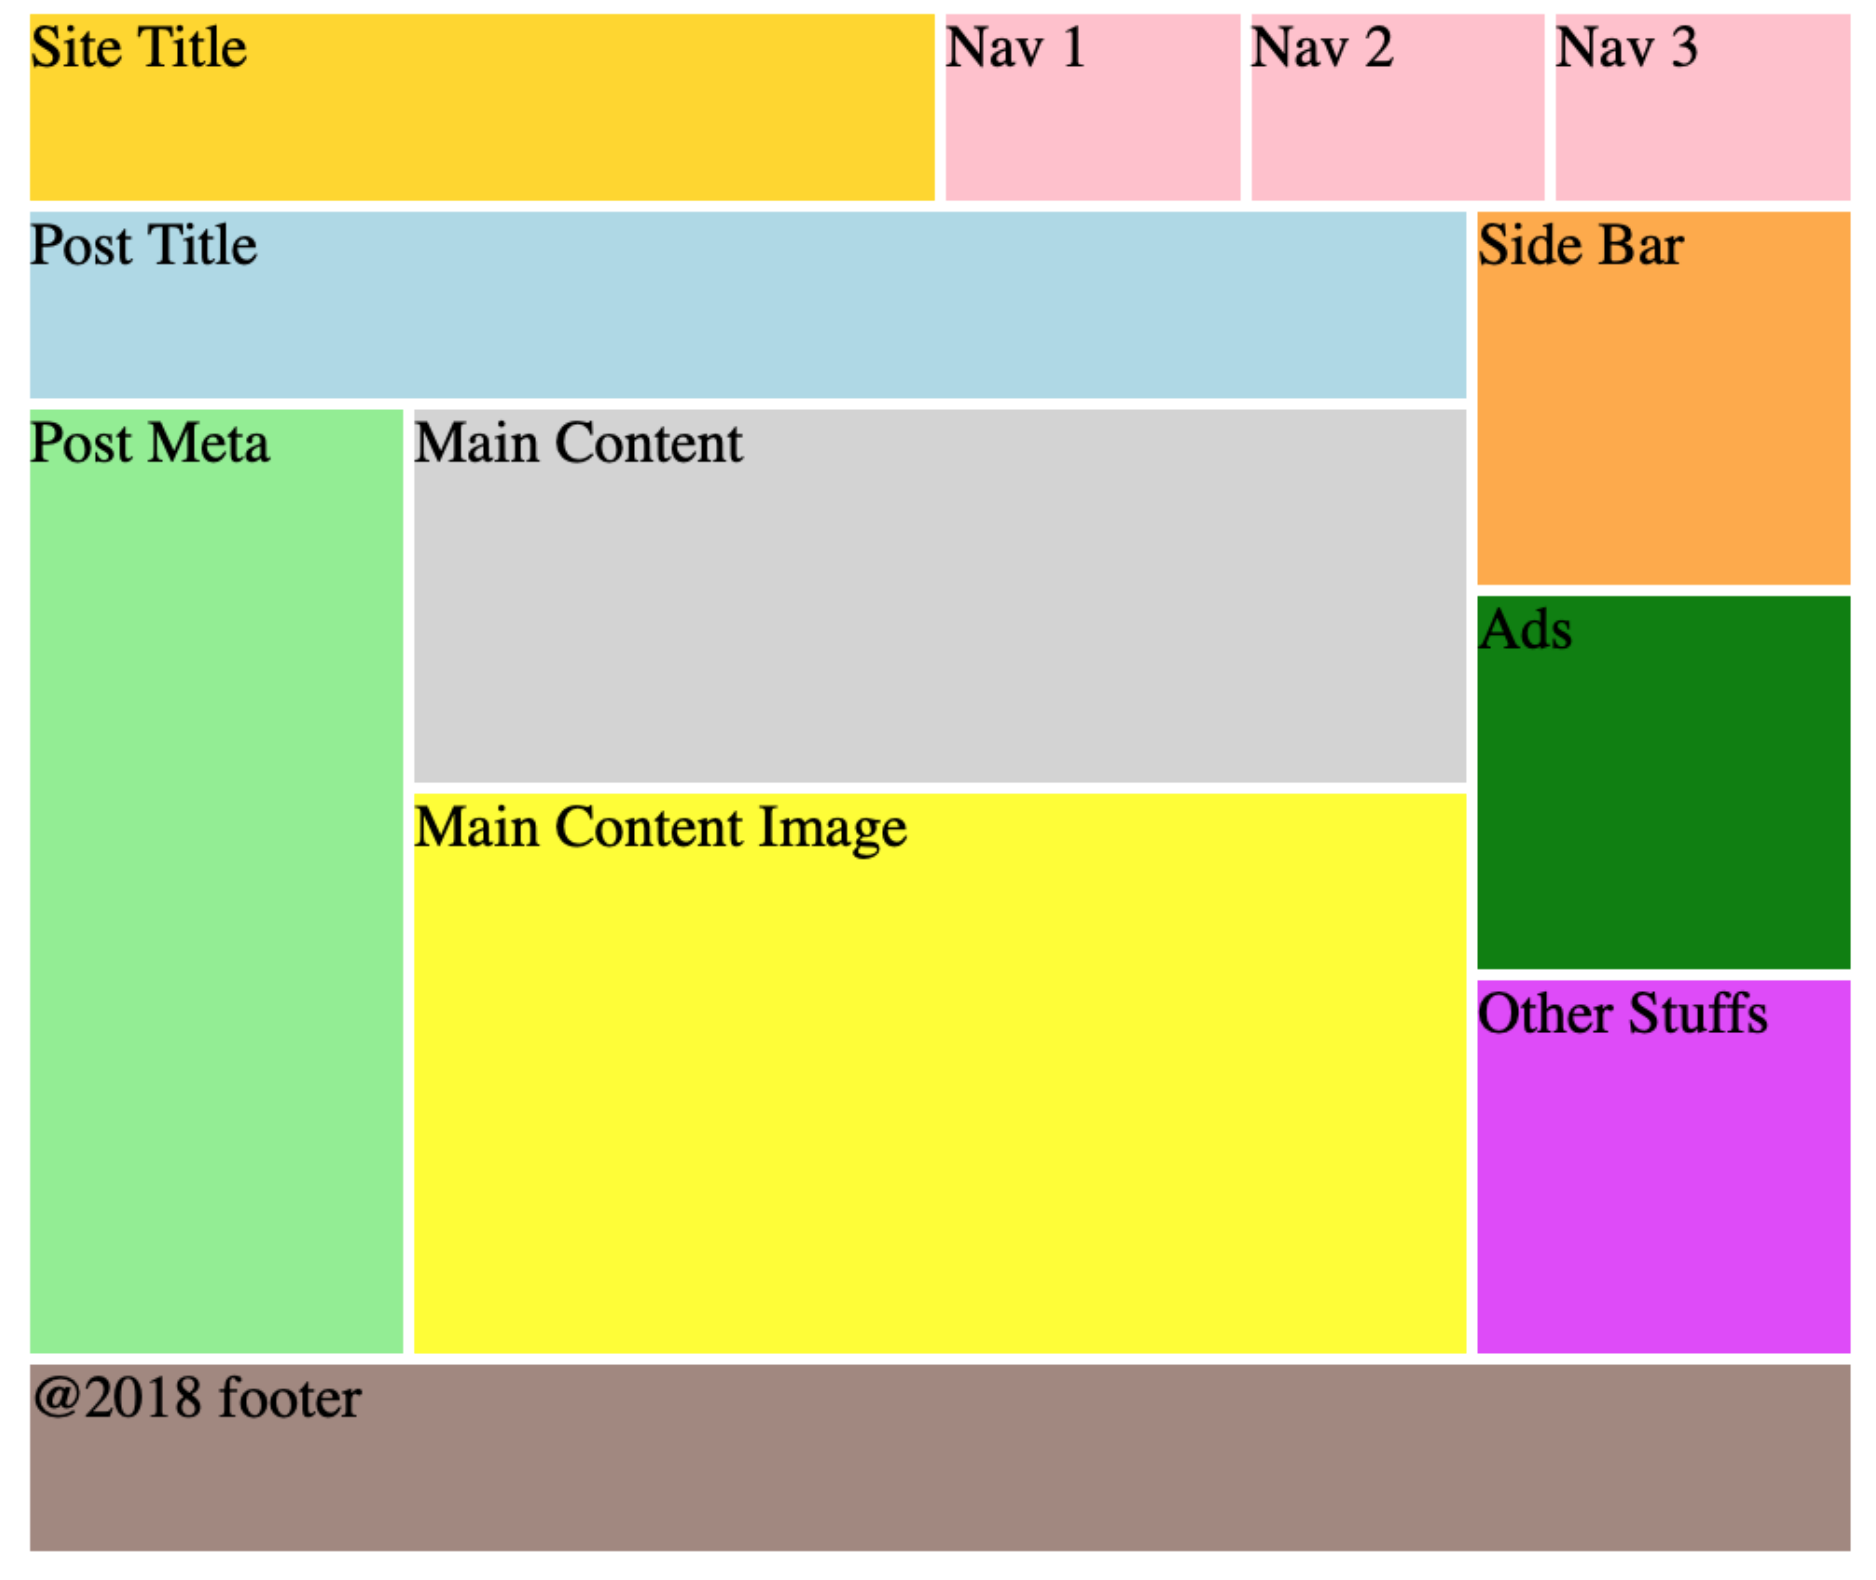 Site Title
Nav 1
Nav 2
Nav 3
Post Title
Side Bar
Post Meta
Main Content
Ads
Main Content Image
Other Stuffs
@2018 footer